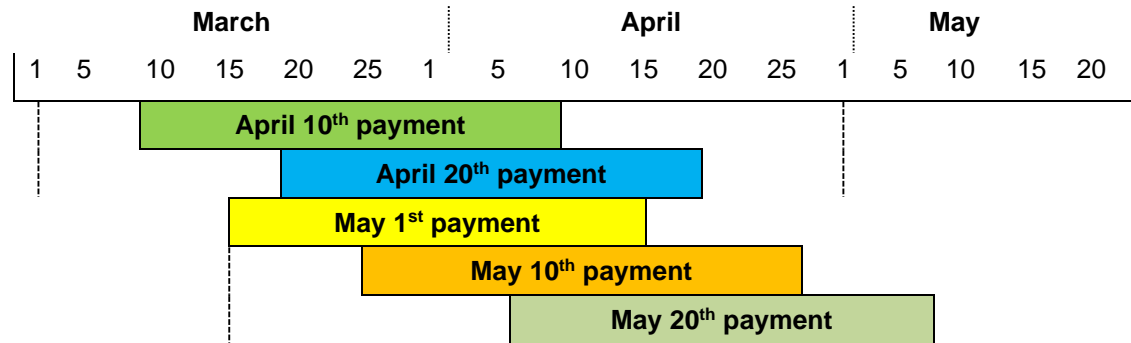 March April May
1 5 10 15 20 25 1 5 10 15 20 25 1 5 10 15 20
April 10th payment
April 20th payment
May 1st payment
May 10th payment
May 20th payment